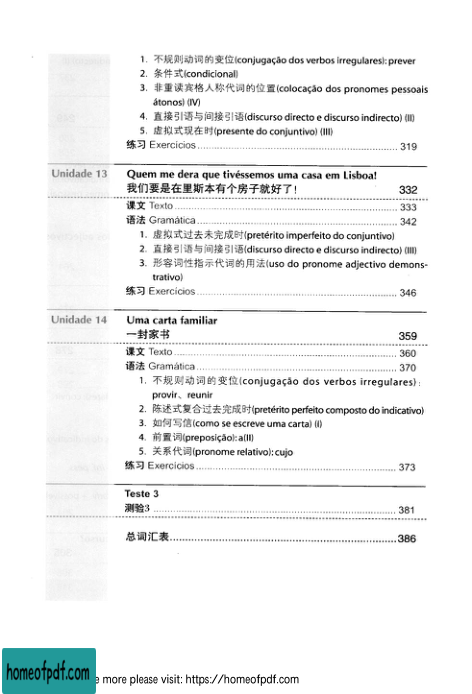 1. 不规则动词的变位(conjugação dos verbos irregulares): prever
2. 条件式(condicional)
3. 非重读宾格人称代词的位置(colocação dos pronomes pessoais
átonos) (IV)
4. 直接引语与间接引语(discurso directo e discurso indirecto) (II)
5. 虚拟式现在时(presente do conjuntivo) (III)
练习 Exercícios ... 319
Unidade 13 Quem me dera que tivéssemos uma casa em Lisboa!
我们要是在里斯本有个房子就好了! 332
课文 Texto ... 333
语法 Gramática ... 342
1. 虚拟式过去未完成时(pretérito imperfeito do conjuntivo)
2. 直接引语与间接引语(discurso directo e discurso indirecto) (III)
3. 形容词性指示代词的用法(uso do pronome adjectivo demons-
trativo)
练习 Exercícios ... 346
Unidade 14 Uma carta familiar
一封家书 359
课文 Texto ... 360
语法 Gramática ... 370
1. 不规则动词的变位(conjugação dos verbos irregulares):
provir、reunir
2. 陈述式复合过去完成时(pretérito perfeito composto do indicativo)
3. 如何写信(como se escreve uma carta) (I)
4. 前置词(preposição): a(II)
5. 关系代词(pronome relativo): cujo
练习 Exercícios ... 373
Teste 3
测验3 ... 381
总词汇表 ... 386
homeofpdf.com
e more please visit: https://homeofpdf.com